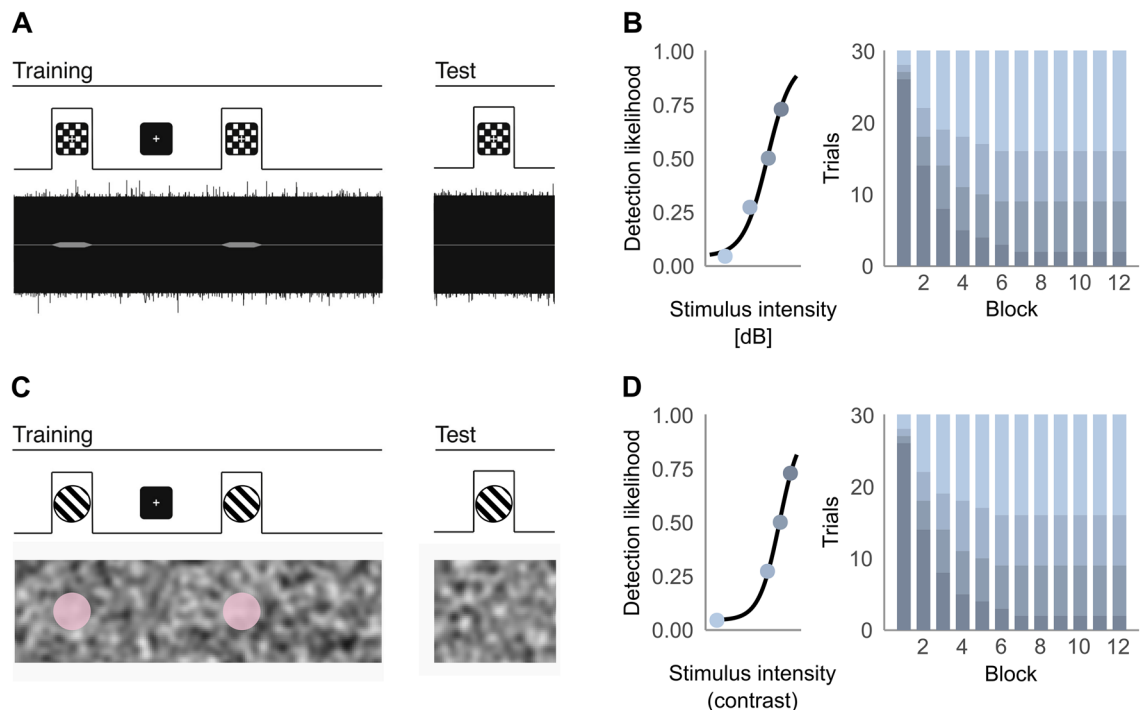 A
Training
Test
B
1.00
0.75
0.50
0.25
0.00
Detection likelihood
Stimulus intensity
[dB]
30
20
10
0
Trials
2 4 6 8 10 12
Block
C
Training
Test
D
1.00
0.75
0.50
0.25
0.00
Detection likelihood
Stimulus intensity
(contrast)
30
20
10
0
Trials
2 4 6 8 10 12
Block